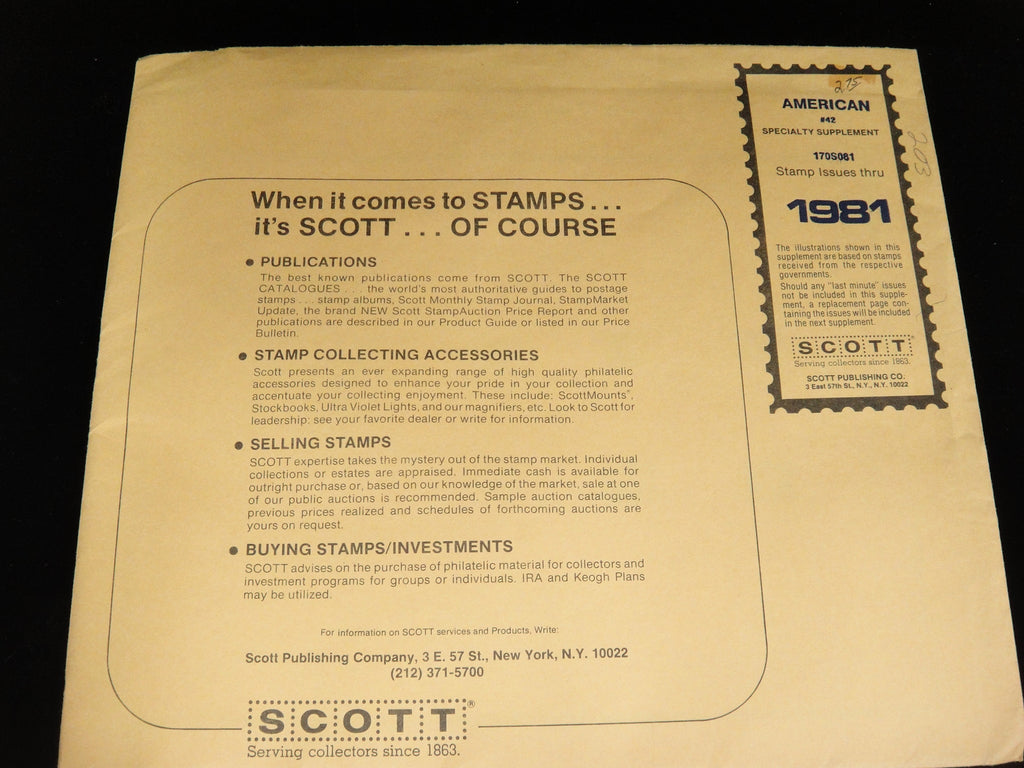 2.75
AMERICAN
#42
SPECIALTY SUPPLEMENT
170S081
Stamp Issues thru
1981
The illustrations shown in this
supplement are based on stamps
received from the respective
governments.
Should any "last minute" issues
not be included in this supple-
ment, a replacement page con-
taining the issues will be included
in the next supplement.
SCOTT®
Serving collectors since 1863.
SCOTT PUBLISHING CO.
3 East 57th St., N.Y., N.Y. 10022
203
When it comes to STAMPS...
it's SCOTT... OF COURSE
● PUBLICATIONS
The best known publications come from SCOTT. The SCOTT
CATALOGUES... the world's most authoritative guides to postage
stamps... stamp albums, Scott Monthly Stamp Journal, StampMarket
Update, the brand NEW Scott StampAuction Price Report and other
publications are described in our Product Guide or listed in our Price
Bulletin.
● STAMP COLLECTING ACCESSORIES
Scott presents an ever expanding range of high quality philatelic
accessories designed to enhance your pride in your collection and
accentuate your collecting enjoyment. These include: ScottMounts®,
Stockbooks, Ultra Violet Lights, and our magnifiers, etc. Look to Scott for
leadership: see your favorite dealer or write for information.
● SELLING STAMPS
SCOTT expertise takes the mystery out of the stamp market. Individual
collections or estates are appraised. Immediate cash is available for
outright purchase or, based on our knowledge of the market, sale at one
of our public auctions is recommended. Sample auction catalogues,
previous prices realized and schedules of forthcoming auctions are
yours on request.
● BUYING STAMPS/INVESTMENTS
SCOTT advises on the purchase of philatelic material for collectors and
investment programs for groups or individuals. IRA and Keogh Plans
may be utilized.
For information on SCOTT services and Products, Write:
Scott Publishing Company, 3 E. 57 St., New York, N.Y. 10022
(212) 371-5700
SCOTT®
Serving collectors since 1863.